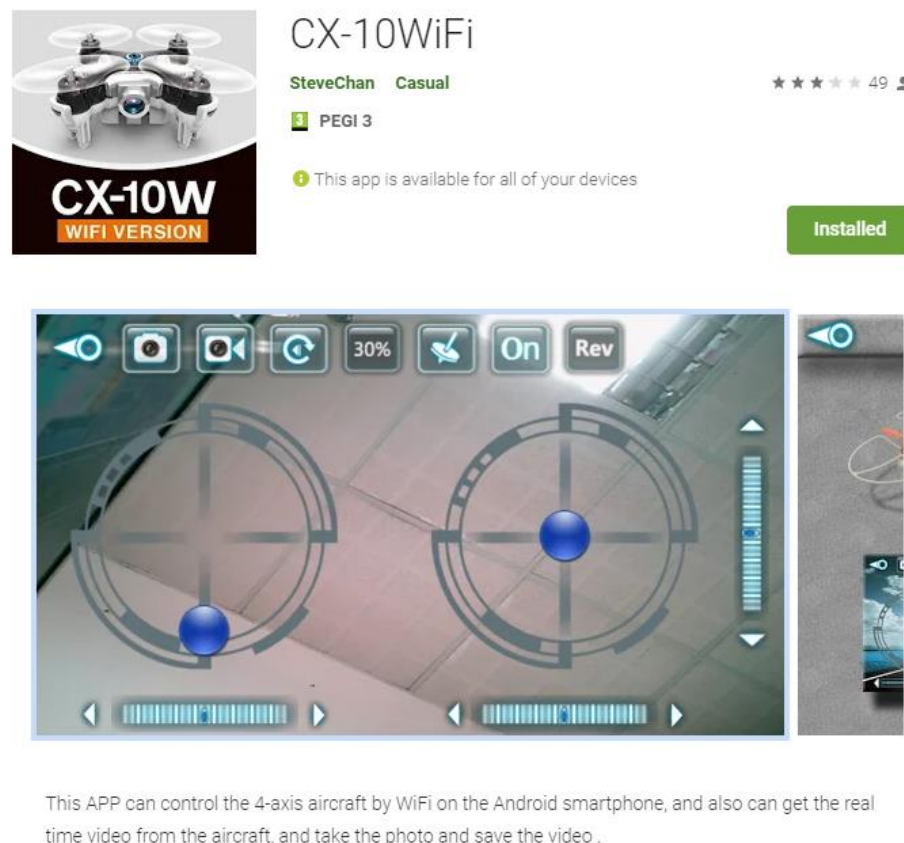 CX-10WiFi
SteveChan Casual
49
3 PEGI 3
This app is available for all of your devices
CX-10W
WIFI VERSION
Installed
30%
On
Rev
This APP can control the 4-axis aircraft by WiFi on the Android smartphone, and also can get the real
time video from the aircraft, and take the photo and save the video .